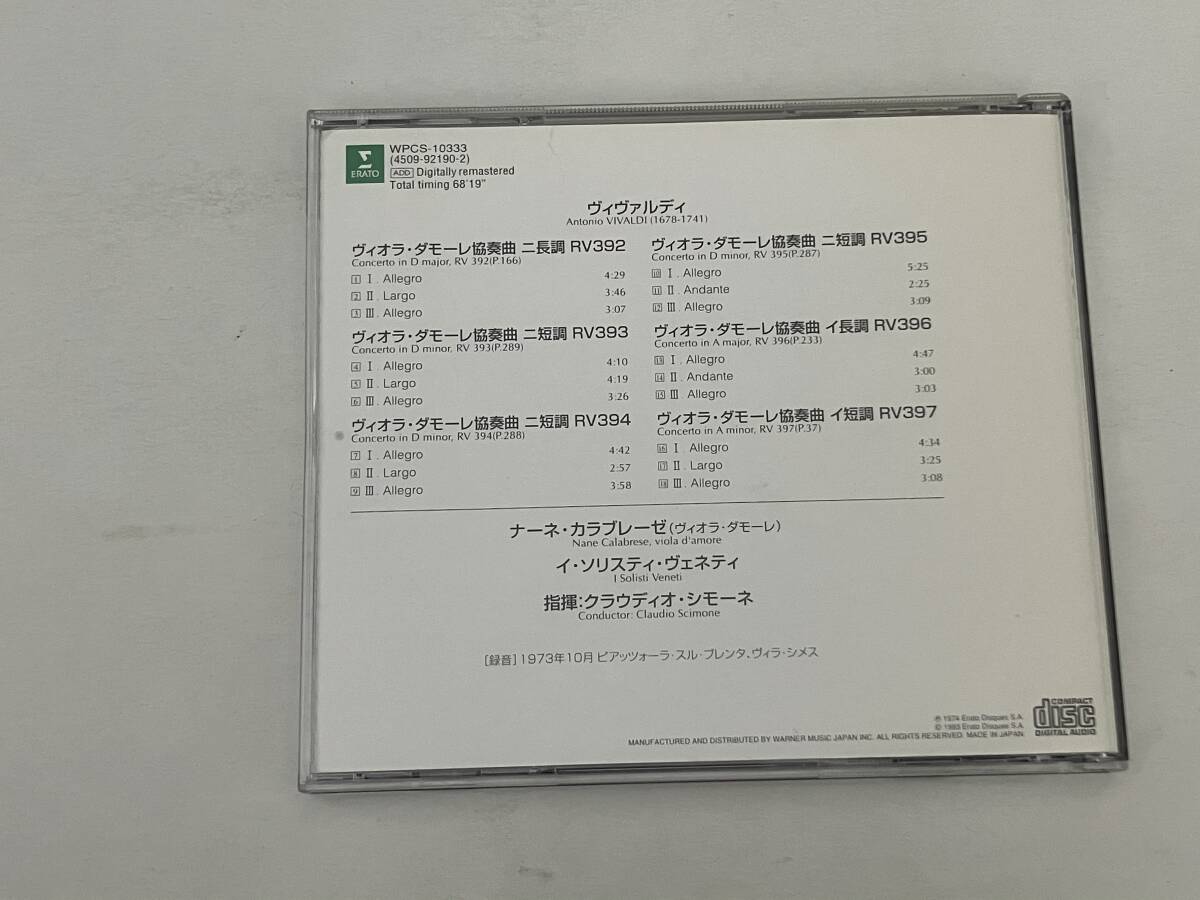 Σ
ERATO
WPCS-10333
(4509-92190-2)
ADD Digitally remastered
Total timing 68'19"
ヴィヴァルディ
Antonio VIVALDI (1678-1741)
ヴィオラ・ダモーレ協奏曲 ニ長調 RV392
Concerto in D major, RV 392(P.166)
1 Ⅰ. Allegro 4:29
2 Ⅱ. Largo 3:46
3 Ⅲ. Allegro 3:07
ヴィオラ・ダモーレ協奏曲 ニ短調 RV393
Concerto in D minor, RV 393(P.289)
4 Ⅰ. Allegro 4:10
5 Ⅱ. Largo 4:19
6 Ⅲ. Allegro 3:26
ヴィオラ・ダモーレ協奏曲 ニ短調 RV394
Concerto in D minor, RV 394(P.288)
7 Ⅰ. Allegro 4:42
8 Ⅱ. Largo 2:57
9 Ⅲ. Allegro 3:58
ヴィオラ・ダモーレ協奏曲 ニ短調 RV395
Concerto in D minor, RV 395(P.287)
10 Ⅰ. Allegro 5:25
11 Ⅱ. Andante 2:25
12 Ⅲ. Allegro 3:09
ヴィオラ・ダモーレ協奏曲 イ長調 RV396
Concerto in A major, RV 396(P.233)
13 Ⅰ. Allegro 4:47
14 Ⅱ. Andante 3:00
15 Ⅲ. Allegro 3:03
ヴィオラ・ダモーレ協奏曲 イ短調 RV397
Concerto in A minor, RV 397(P.37)
16 Ⅰ. Allegro 4:34
17 Ⅱ. Largo 3:25
18 Ⅲ. Allegro 3:08
ナーネ・カラブレーゼ(ヴィオラ・ダモーレ)
Nane Calabrese, viola d'amore
イ・ソリスティ・ヴェネティ
I Solisti Veneti
指揮:クラウディオ・シモーネ
Conductor: Claudio Scimone
[録音] 1973年10月 ピアッツォーラ・スル・ブレンタ、ヴィラ・シメス
℗ 1974 Erato Disques S.A.
© 1993 Erato Disques S.A.
MANUFACTURED AND DISTRIBUTED BY WARNER MUSIC JAPAN INC. ALL RIGHTS RESERVED. MADE IN JAPAN
COMPACT
disc
DIGITAL AUDIO